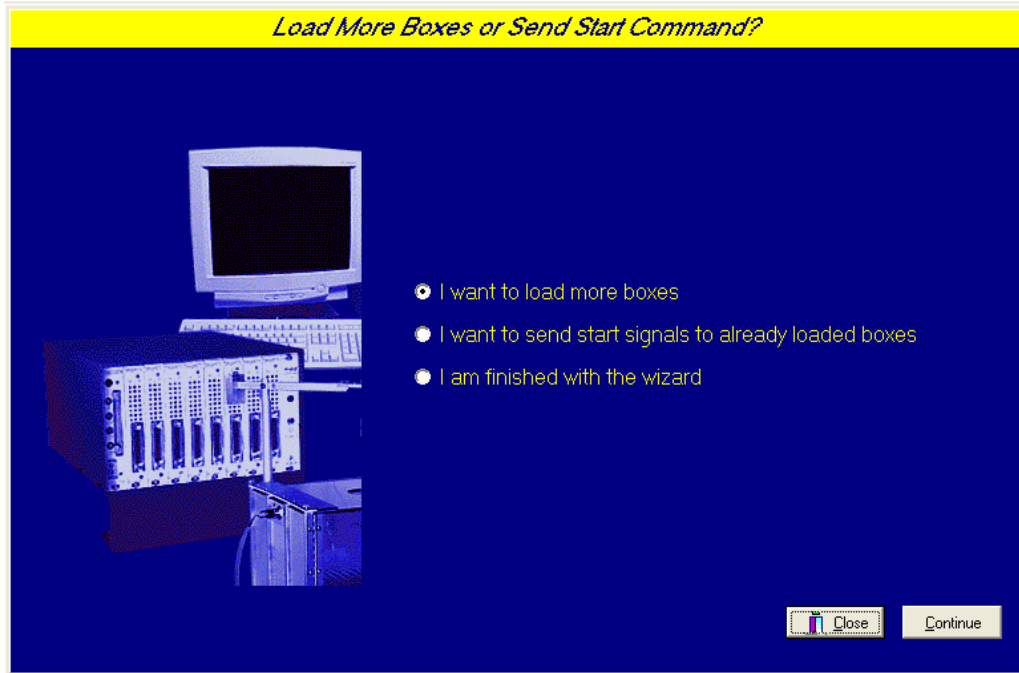 Load More Boxes or Send Start Command?
I want to load more boxes
I want to send start signals to already loaded boxes
I am finished with the wizard
Close
Continue